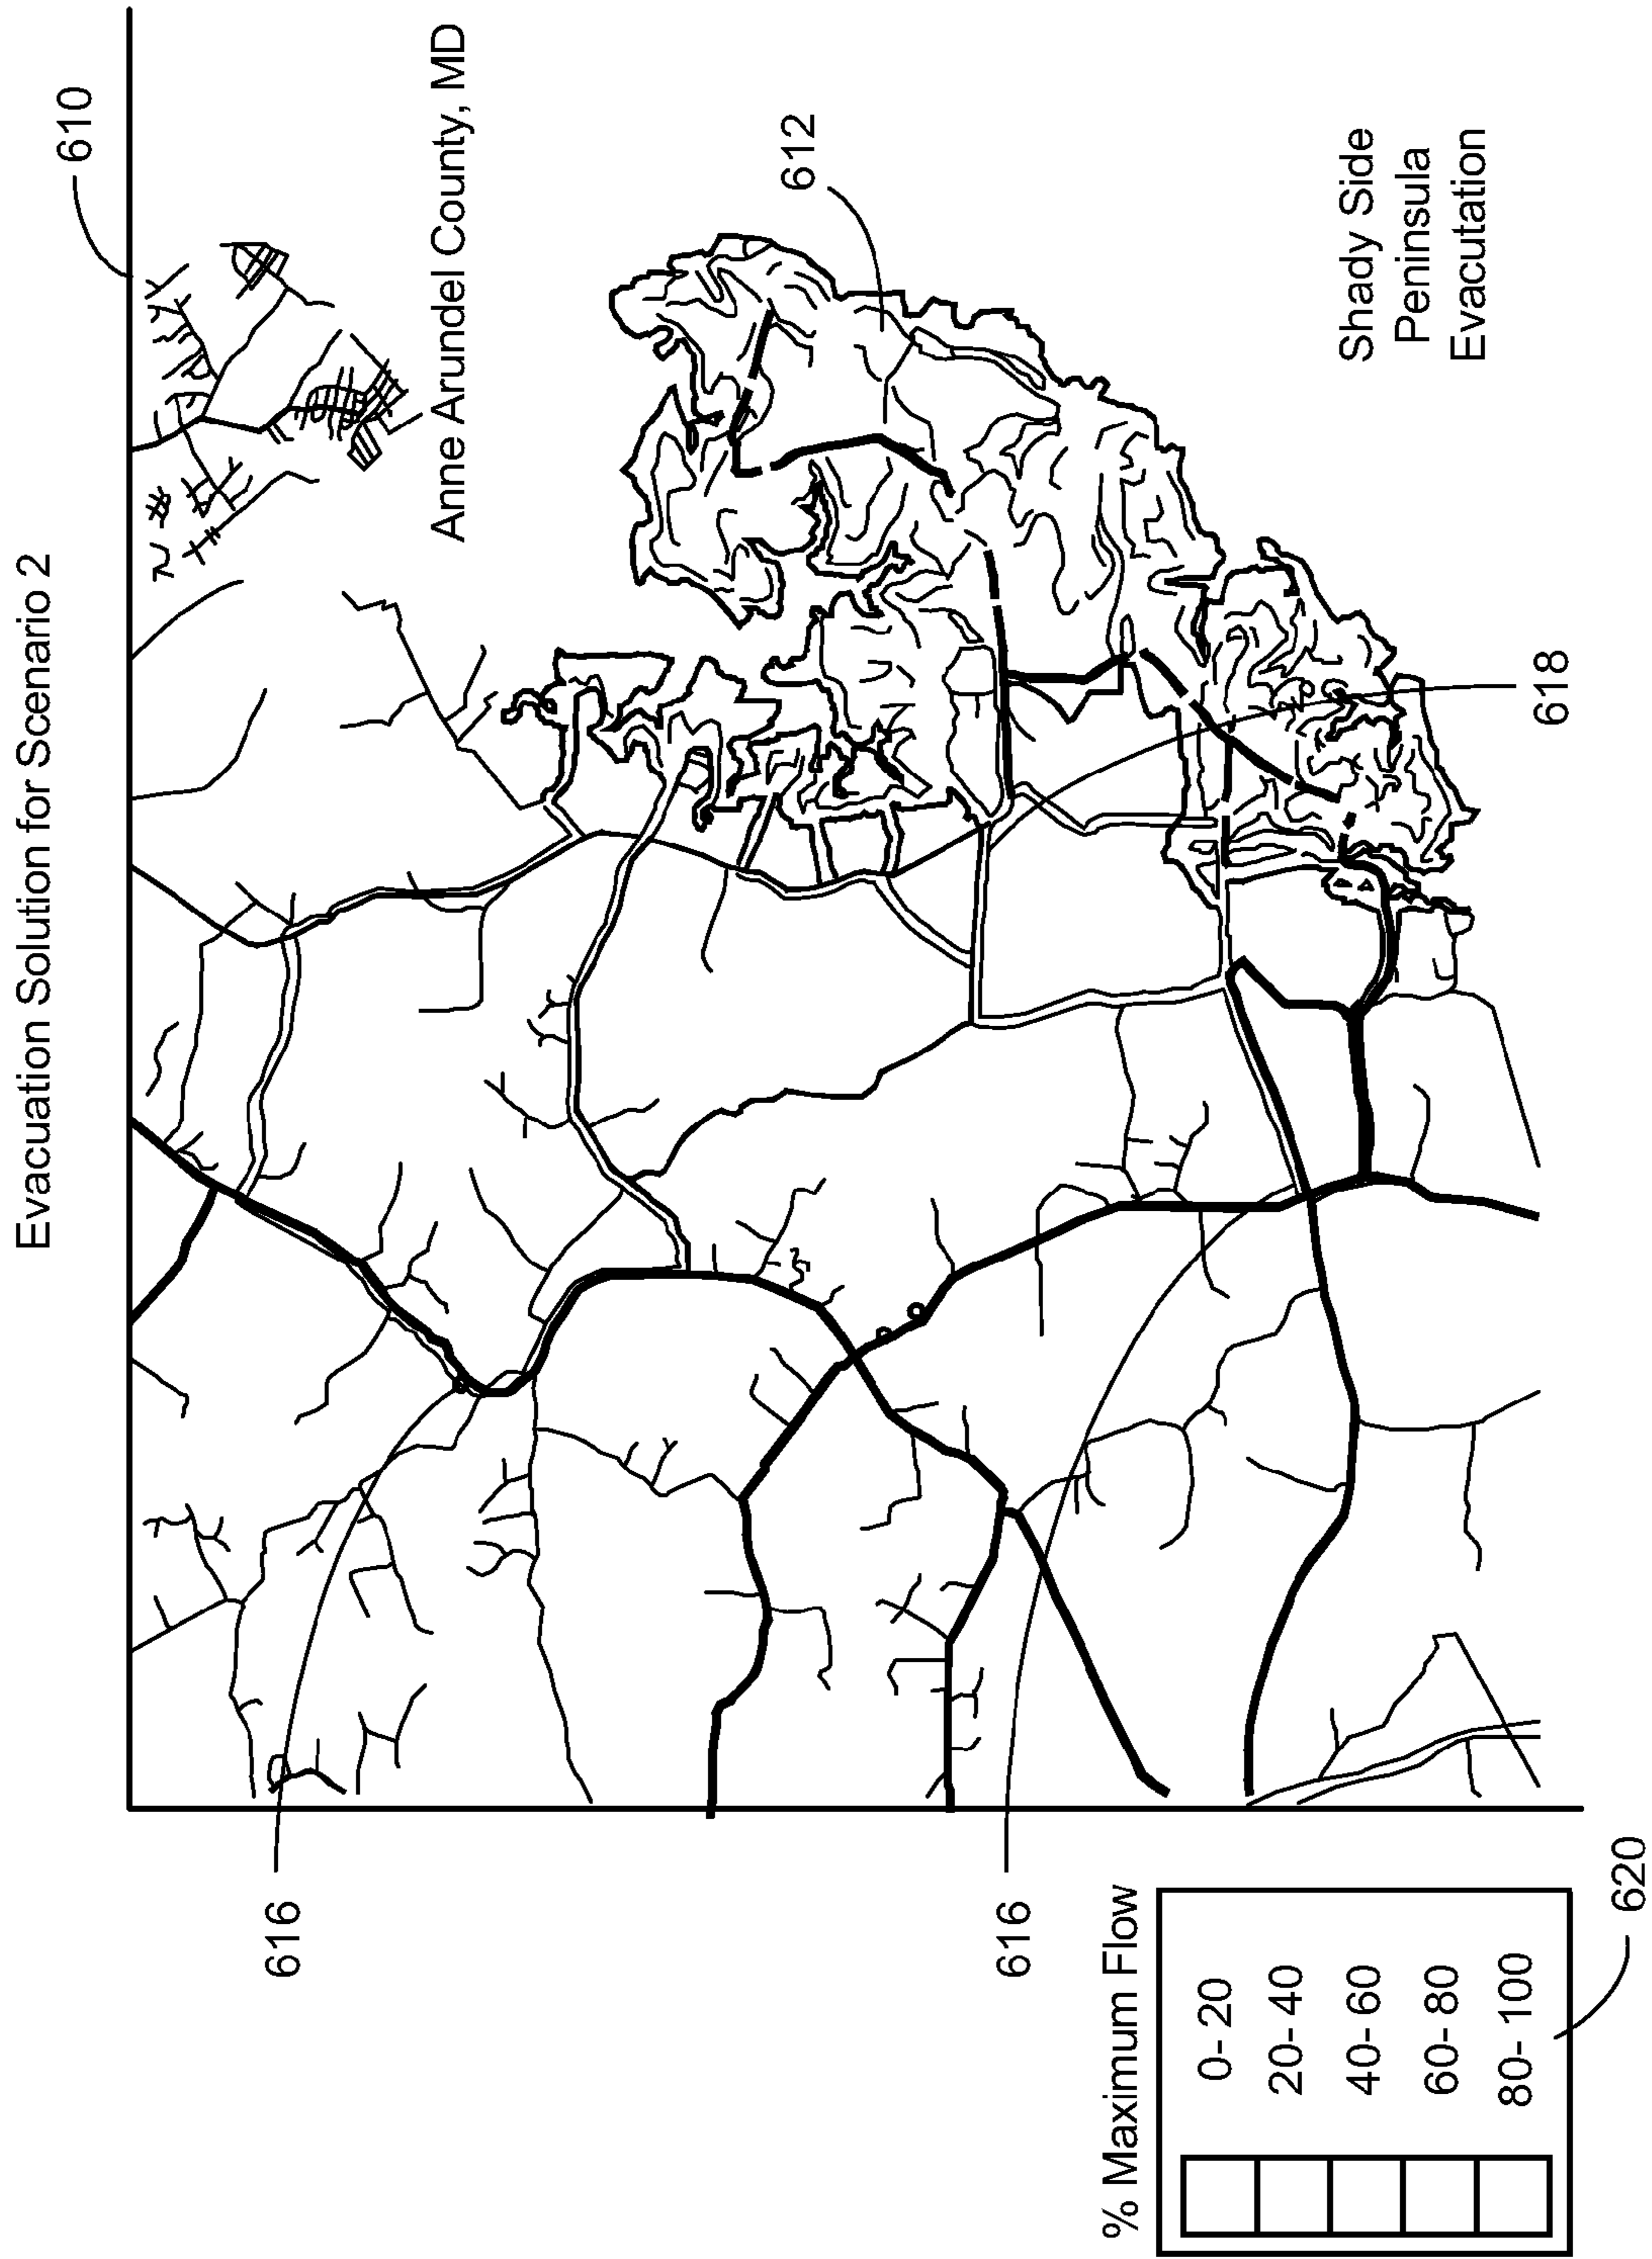 Evacuation Solution for Scenario 2
610
Anne Arundel County, MD
612
Shady Side
Peninsula
Evacutation
618
616
616
% Maximum Flow
0- 20
20- 40
40- 60
60- 80
80- 100
620